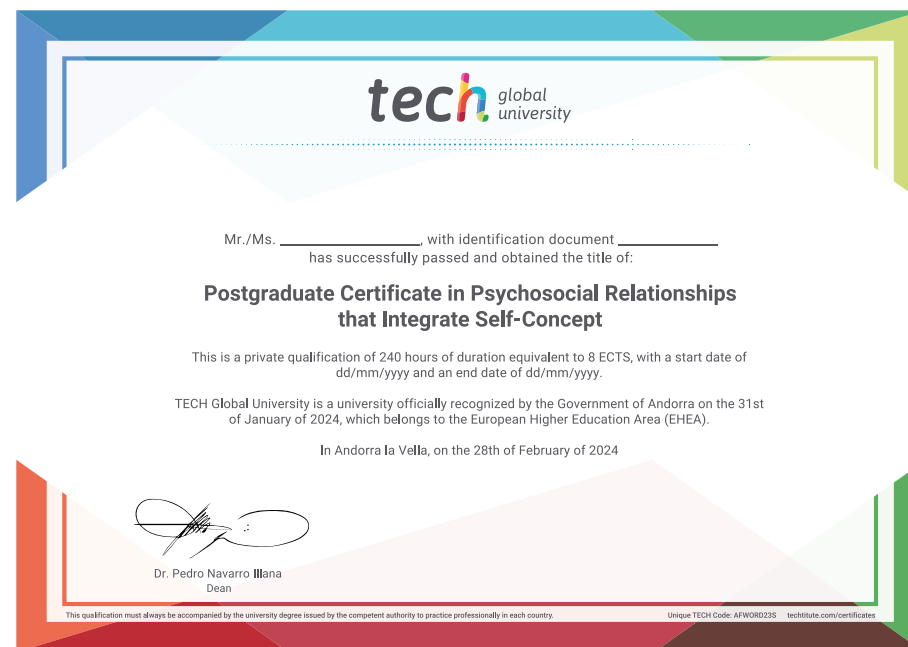 tech global
university
Mr./Ms. ____________, with identification document ____________
has successfully passed and obtained the title of:
Postgraduate Certificate in Psychosocial Relationships
that Integrate Self-Concept
This is a private qualification of 240 hours of duration equivalent to 8 ECTS, with a start date of
dd/mm/yyyy and an end date of dd/mm/yyyy.
TECH Global University is a university officially recognized by the Government of Andorra on the 31st
of January of 2024, which belongs to the European Higher Education Area (EHEA).
In Andorra la Vella, on the 28th of February of 2024
Dr. Pedro Navarro Illana
Dean
This qualification must always be accompanied by the university degree issued by the competent authority to practice professionally in each country. Unique TECH Code: AFWORD23S techtitute.com/certificates